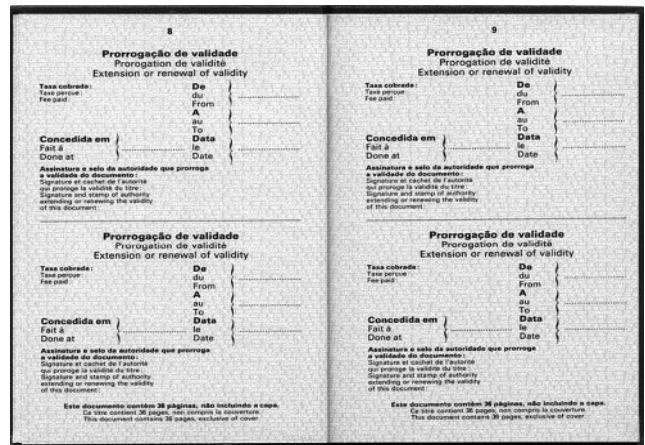 8
Prorrogação de validade
Prorogation de validité
Extension or renewal of validity
Taxa cobrada:
Taxe perçue:
Fee paid:
De
du
From
A
au
To
Concedida em
Fait à
Done at
Data
le
Date
Assinatura e selo da autoridade que prorroga
a validade do documento:
Signature et cachet de l'autorité
qui proroge la validité du titre:
Signature and stamp of authority
extending or renewing the validity
of this document:
Prorrogação de validade
Prorogation de validité
Extension or renewal of validity
Taxa cobrada:
Taxe perçue:
Fee paid:
De
du
From
A
au
To
Concedida em
Fait à
Done at
Data
le
Date
Assinatura e selo da autoridade que prorroga
a validade do documento:
Signature et cachet de l'autorité
qui proroge la validité du titre:
Signature and stamp of authority
extending or renewing the validity
of this document:
Este documento contém 36 páginas, não incluindo a capa.
Ce titre contient 36 pages, non compris la couverture.
This document contains 36 pages, exclusive of cover.
9
Prorrogação de validade
Prorogation de validité
Extension or renewal of validity
Taxa cobrada:
Taxe perçue:
Fee paid:
De
du
From
A
au
To
Concedida em
Fait à
Done at
Data
le
Date
Assinatura e selo da autoridade que prorroga
a validade do documento:
Signature et cachet de l'autorité
qui proroge la validité du titre:
Signature and stamp of authority
extending or renewing the validity
of this document:
Prorrogação de validade
Prorogation de validité
Extension or renewal of validity
Taxa cobrada:
Taxe perçue:
Fee paid:
De
du
From
A
au
To
Concedida em
Fait à
Done at
Data
le
Date
Assinatura e selo da autoridade que prorroga
a validade do documento:
Signature et cachet de l'autorité
qui proroge la validité du titre:
Signature and stamp of authority
extending or renewing the validity
of this document:
Este documento contém 36 páginas, não incluindo a capa.
Ce titre contient 36 pages, non compris la couverture.
This document contains 36 pages, exclusive of cover.